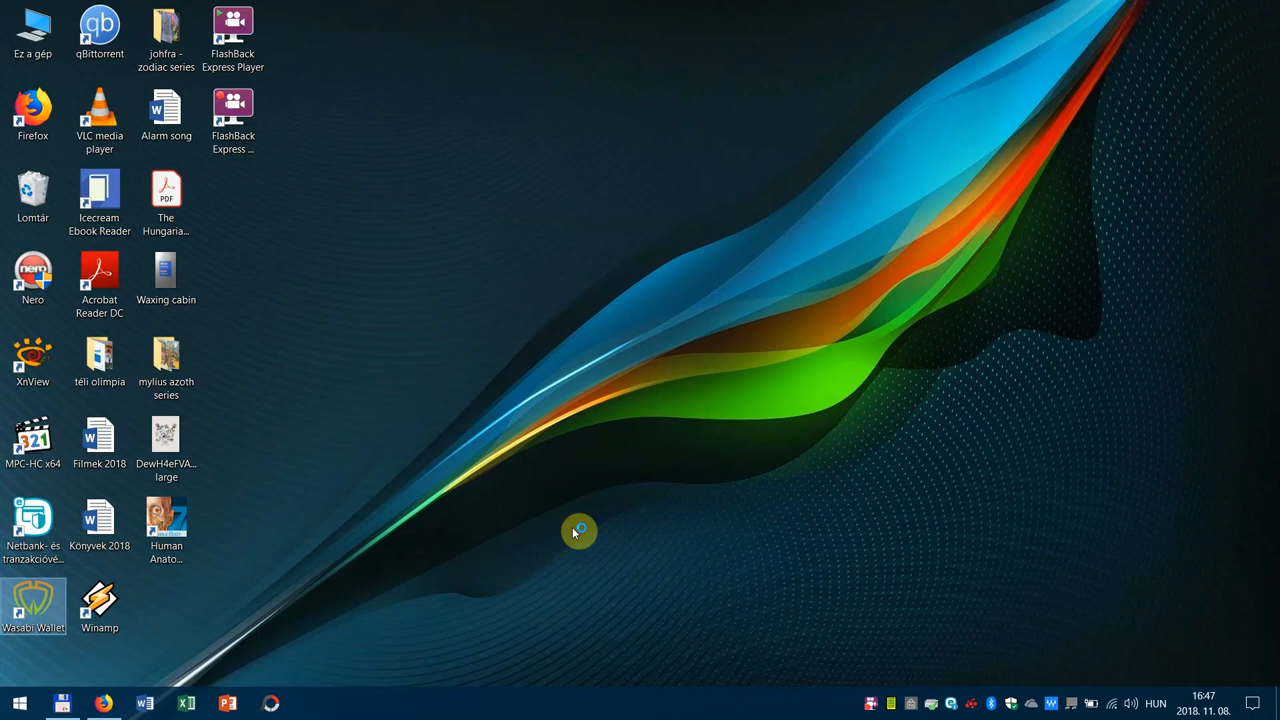 Ez a gép
qBittorrent
johfra -
zodiac series
FlashBack
Express Player
Firefox
VLC media
player
Alarm song
FlashBack
Express ...
Lomtár
Icecream
Ebook Reader
PDF
The
Hungaria...
nero
Nero
Acrobat
Reader DC
Waxing cabin
XnView
téli olimpia
mylius azoth
series
321
MPC-HC x64
Filmek 2018
DewH4eFVA...
large
Netbank- és
tranzakcióvé...
Könyvek 2018
7
Human
Anato...
Wasabi Wallet
Winamp
HUN
16:47
2018. 11. 08.